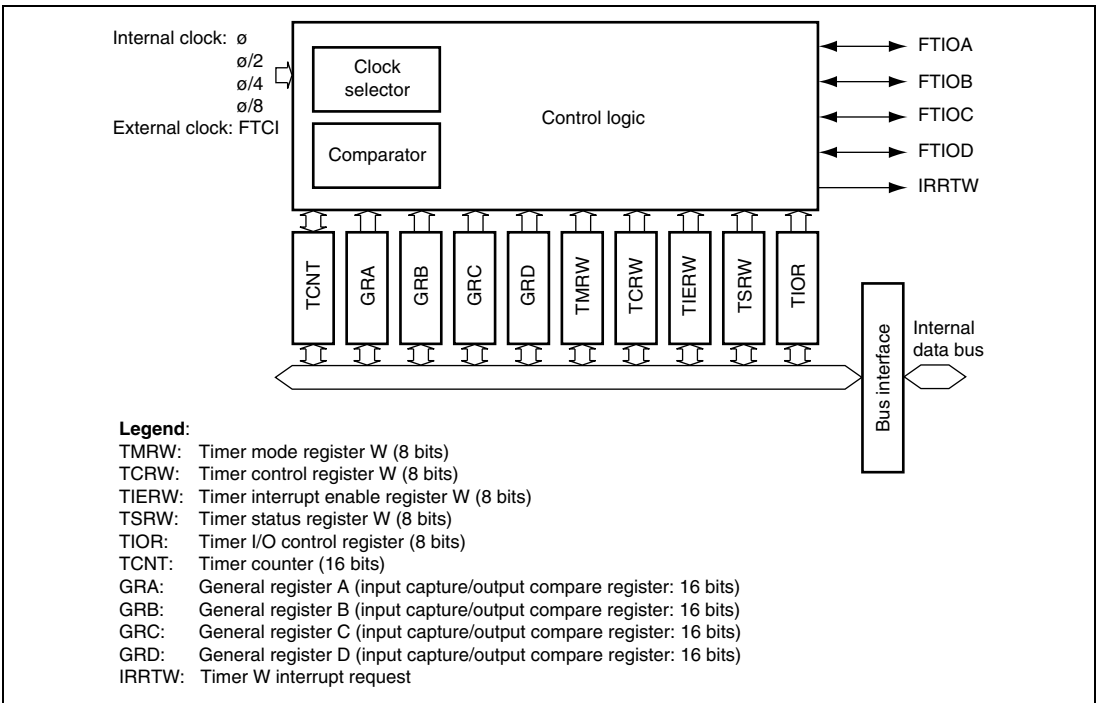 Internal clock: ø
ø/2
ø/4
ø/8
External clock: FTCI
Clock
selector
Comparator
Control logic
FTIOA
FTIOB
FTIOC
FTIOD
IRRTW
TCNT
GRA
GRB
GRC
GRD
TMRW
TCRW
TIERW
TSRW
TIOR
Bus interface
Internal
data bus
Legend:
TMRW: Timer mode register W (8 bits)
TCRW: Timer control register W (8 bits)
TIERW: Timer interrupt enable register W (8 bits)
TSRW: Timer status register W (8 bits)
TIOR: Timer I/O control register (8 bits)
TCNT: Timer counter (16 bits)
GRA: General register A (input capture/output compare register: 16 bits)
GRB: General register B (input capture/output compare register: 16 bits)
GRC: General register C (input capture/output compare register: 16 bits)
GRD: General register D (input capture/output compare register: 16 bits)
IRRTW: Timer W interrupt request